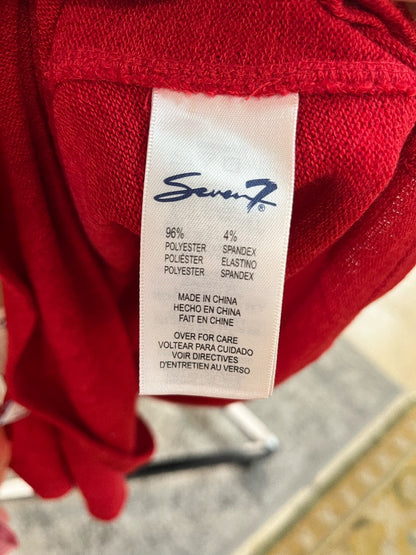 Seven7®
96% 4%
POLYESTER SPANDEX
POLIÉSTER ELASTINO
POLYESTER SPANDEX
MADE IN CHINA
HECHO EN CHINA
FAIT EN CHINE
OVER FOR CARE
VOLTEAR PARA CUIDADO
VOIR DIRECTIVES
D'ENTRETIEN AU VERSO